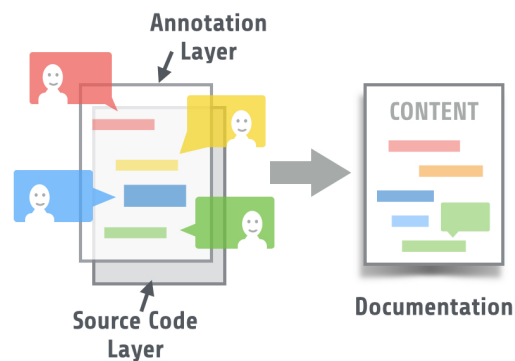 Annotation
Layer
CONTENT
Source Code
Layer
Documentation